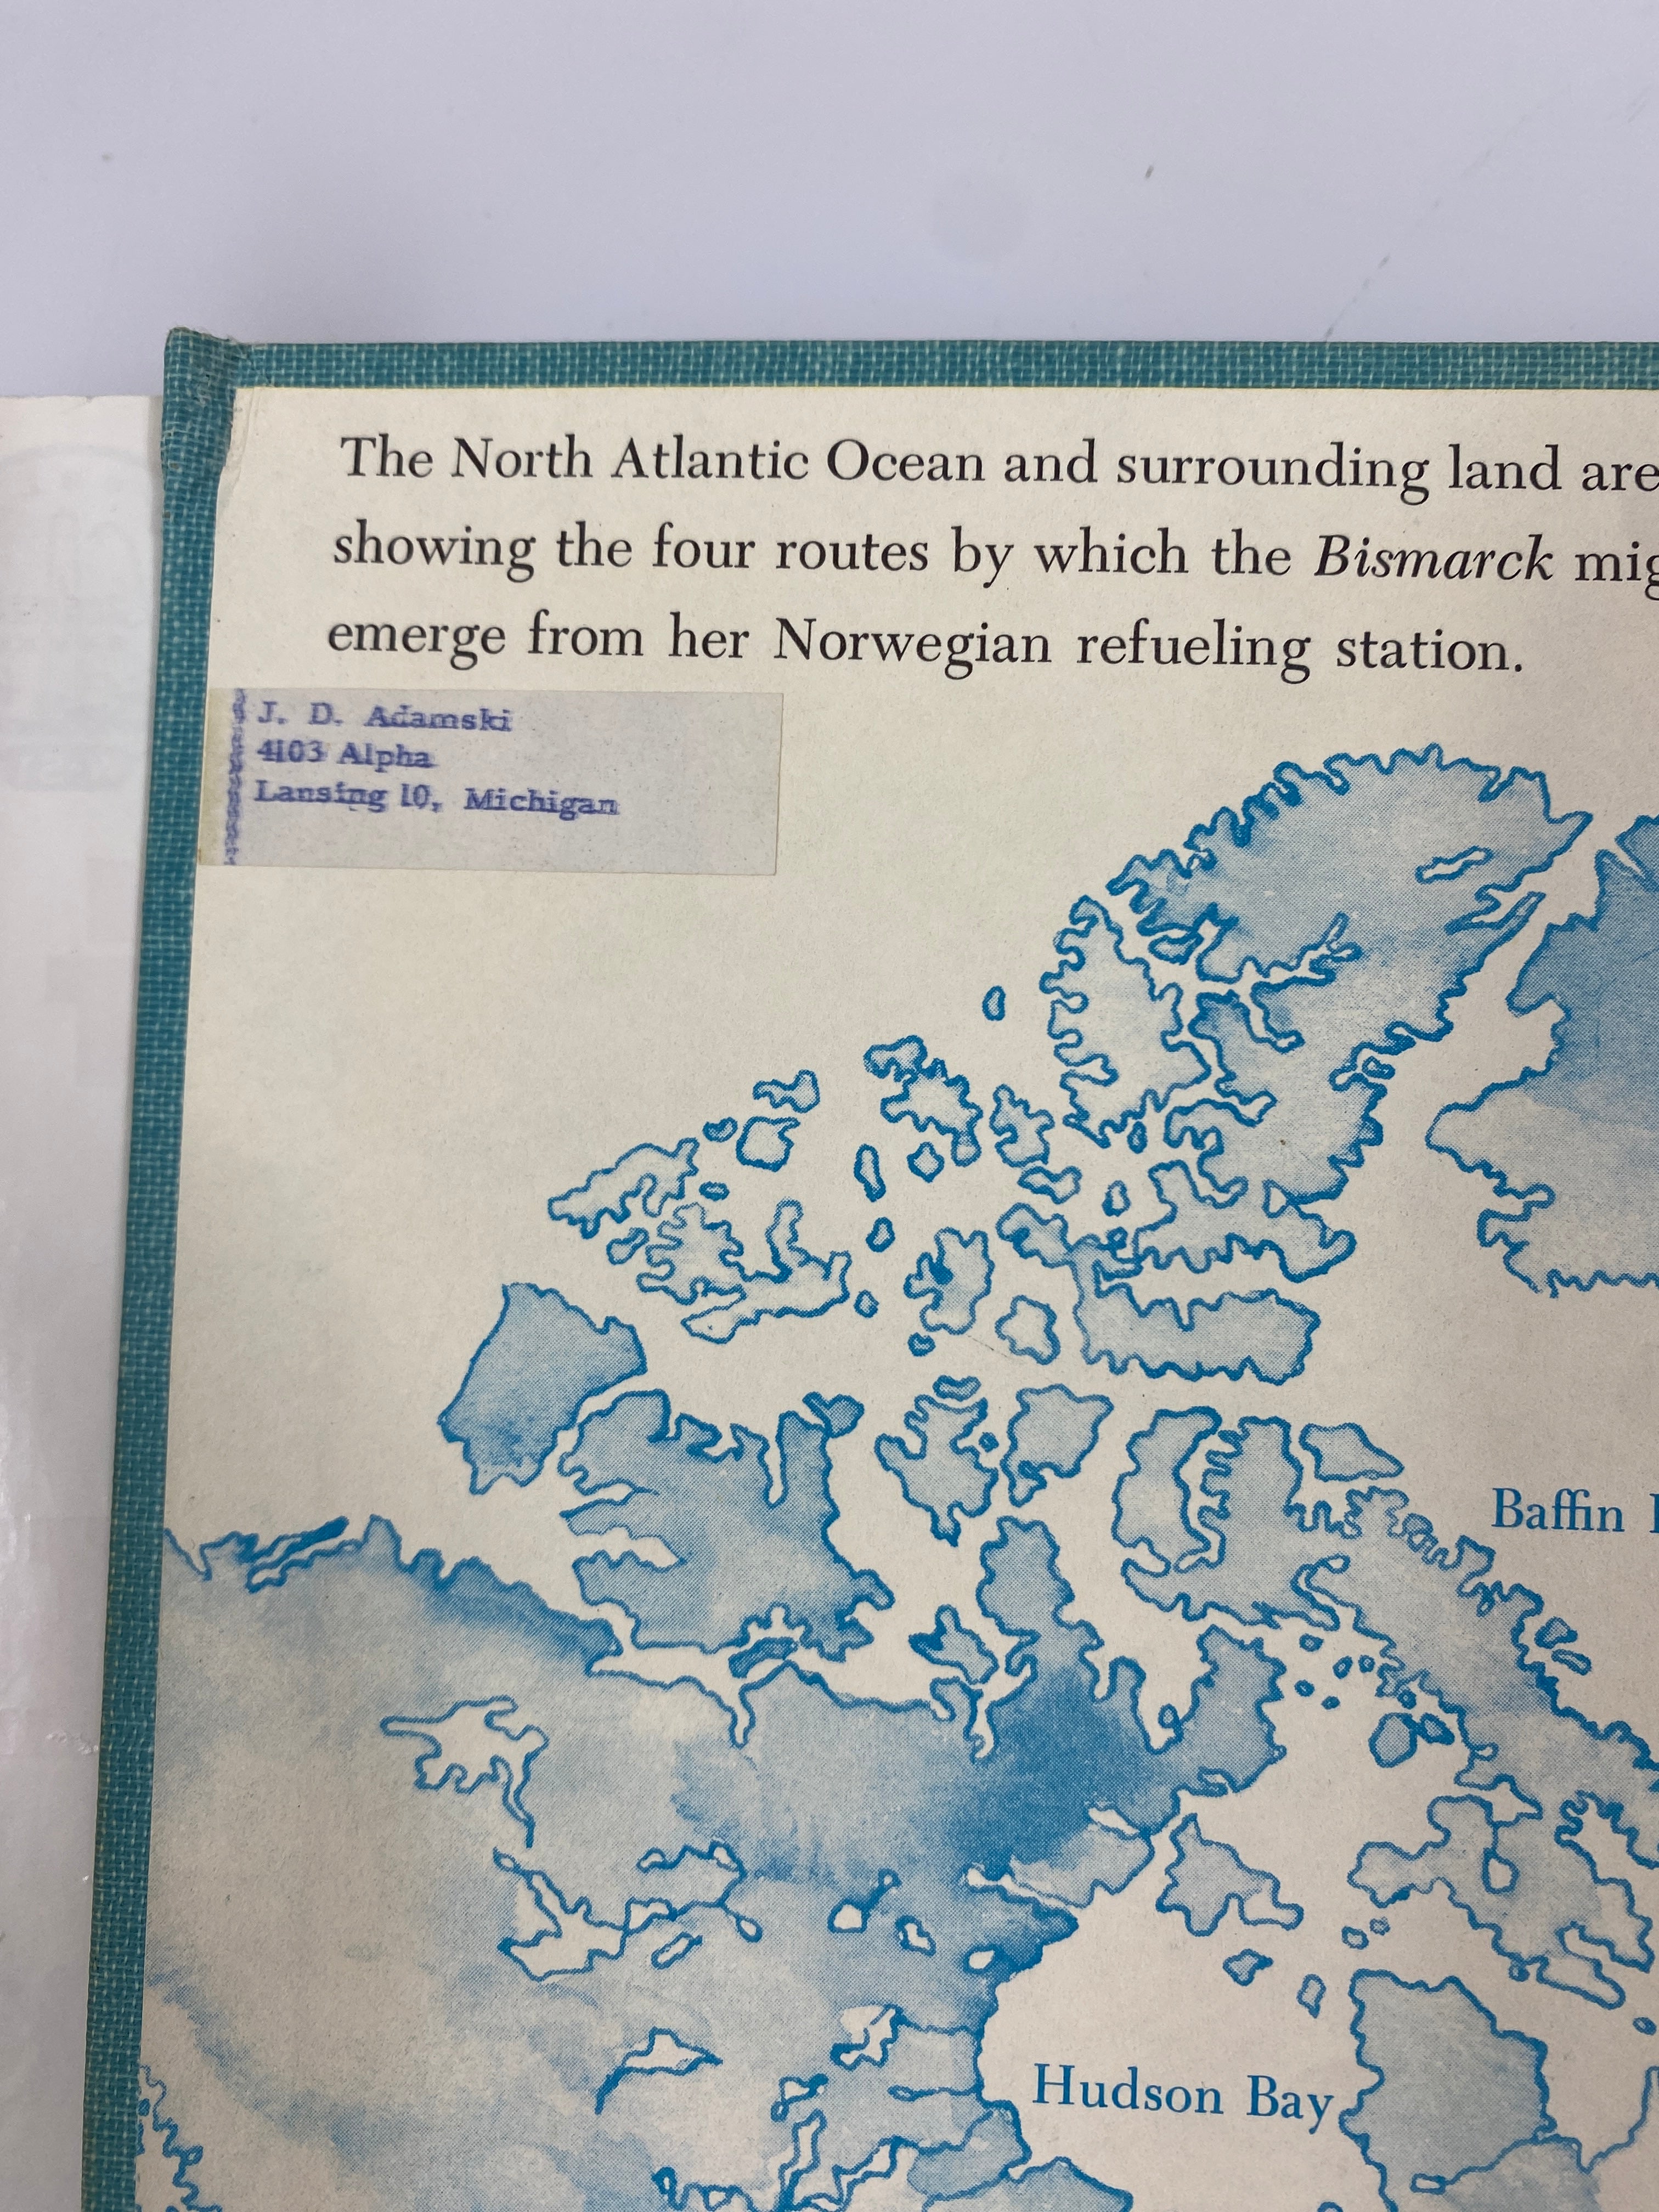 The North Atlantic Ocean and surrounding land are
showing the four routes by which the Bismarck mig
emerge from her Norwegian refueling station.
J. D. Adamski
4103 Alpha
Lansing 10, Michigan
Baffin
Hudson Bay